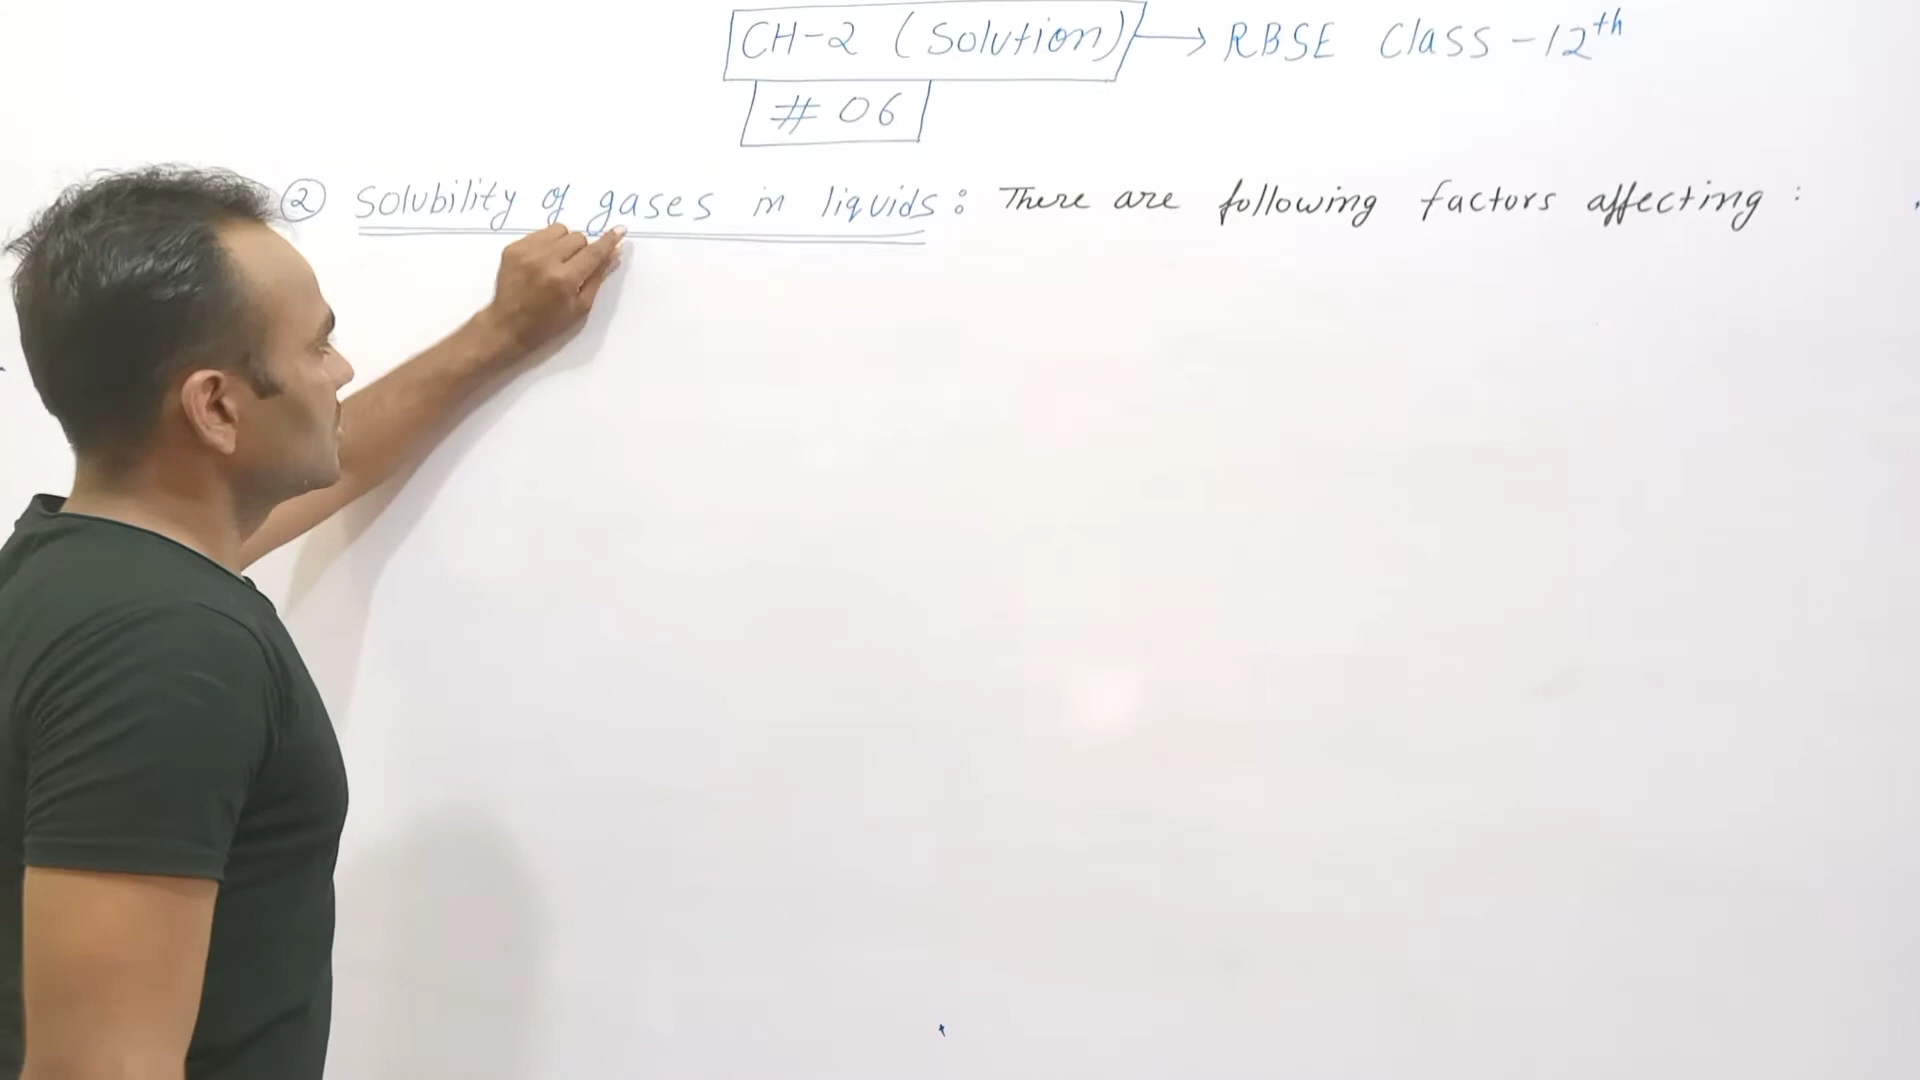 CH-2 (Solution) → RBSE Class-12th
# 06
② Solubility of gases in liquids: There are following factors affecting: